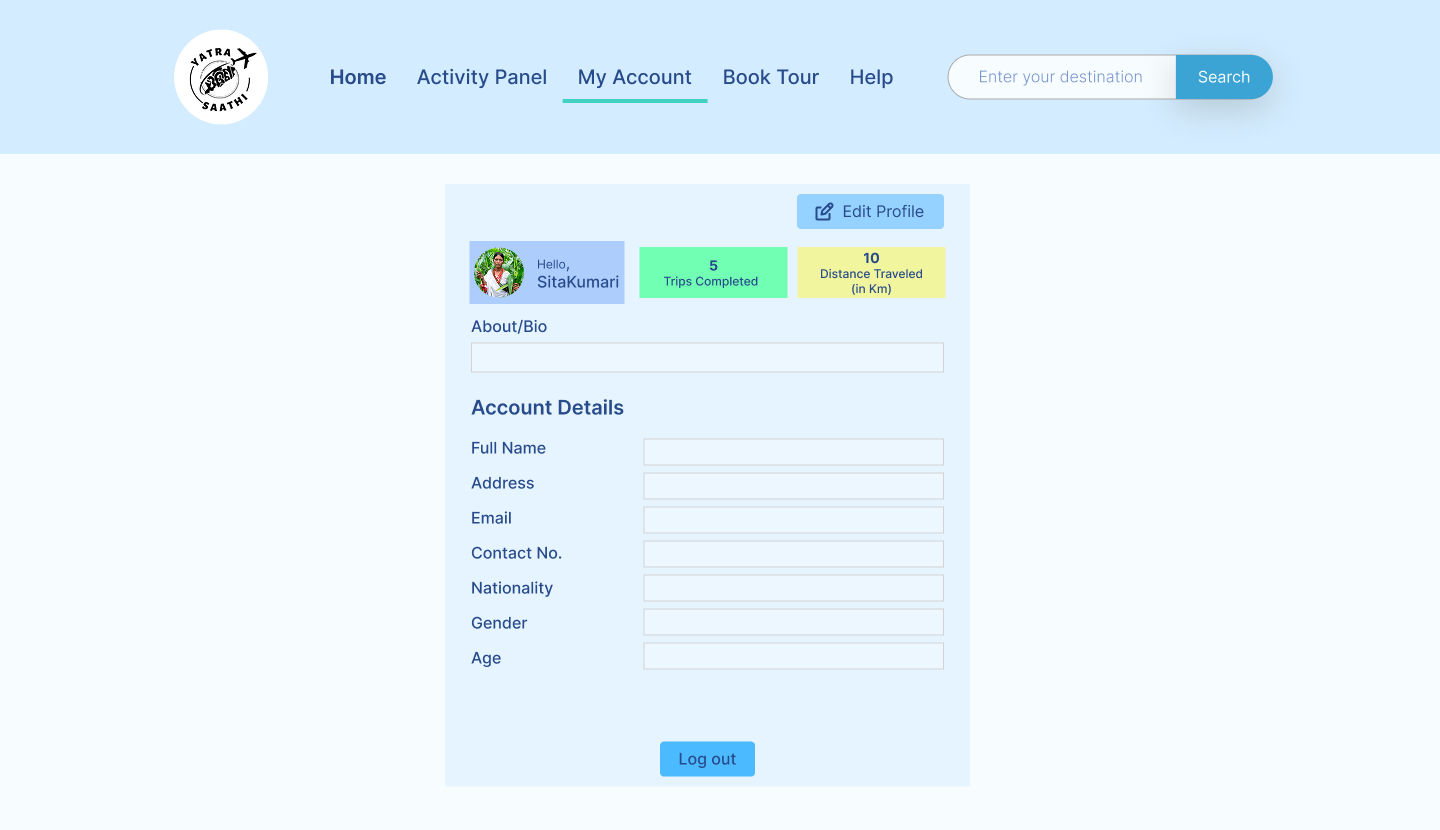 YATRA
SAATHI
Home
Activity Panel
My Account
Book Tour
Help
Enter your destination
Search
Edit Profile
Hello,
SitaKumari
5
Trips Completed
10
Distance Traveled
(in Km)
About/Bio
Account Details
Full Name
Address
Email
Contact No.
Nationality
Gender
Age
Log out